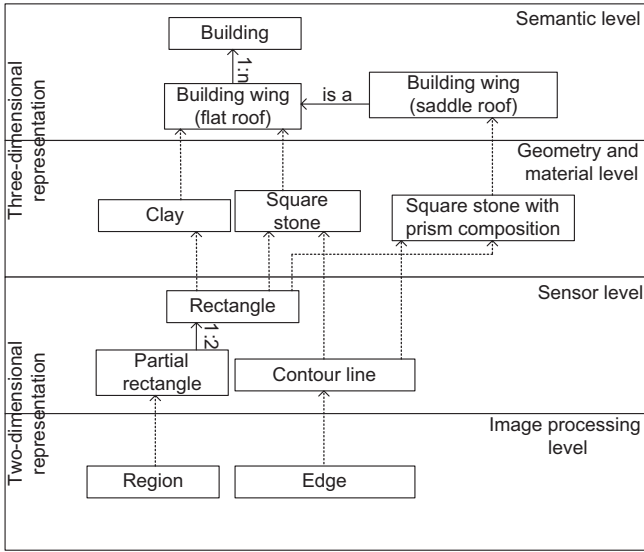 Semantic level
Building
1:n
Building wing
(flat roof)
is a
Building wing
(saddle roof)
Three-dimensional
representation
Geometry and
material level
Clay
Square
stone
Square stone with
prism composition
Sensor level
Rectangle
1:2
Partial
rectangle
Contour line
Two-dimensional
representation
Image processing
level
Region
Edge